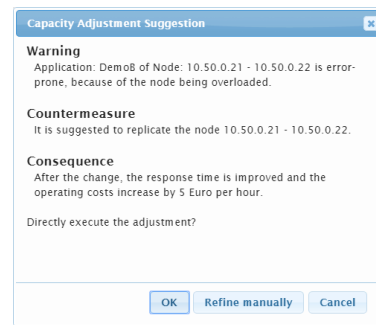 Capacity Adjustment Suggestion
Warning
Application: DemoB of Node: 10.50.0.21 - 10.50.0.22 is error-
prone, because of the node being overloaded.
Countermeasure
It is suggested to replicate the node 10.50.0.21 - 10.50.0.22.
Consequence
After the change, the response time is improved and the
operating costs increase by 5 Euro per hour.
Directly execute the adjustment?
OK Refine manually Cancel